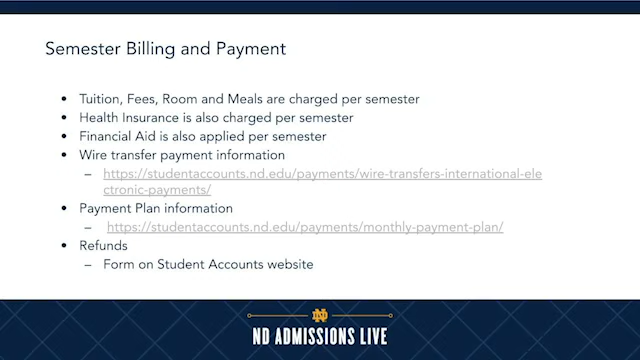 Semester Billing and Payment
• Tuition, Fees, Room and Meals are charged per semester
• Health Insurance is also charged per semester
• Financial Aid is also applied per semester
• Wire transfer payment information
– https://studentaccounts.nd.edu/payments/wire-transfers-international-ele
ctronic-payments/
• Payment Plan information
– https://studentaccounts.nd.edu/payments/monthly-payment-plan/
• Refunds
– Form on Student Accounts website
ND
ND ADMISSIONS LIVE